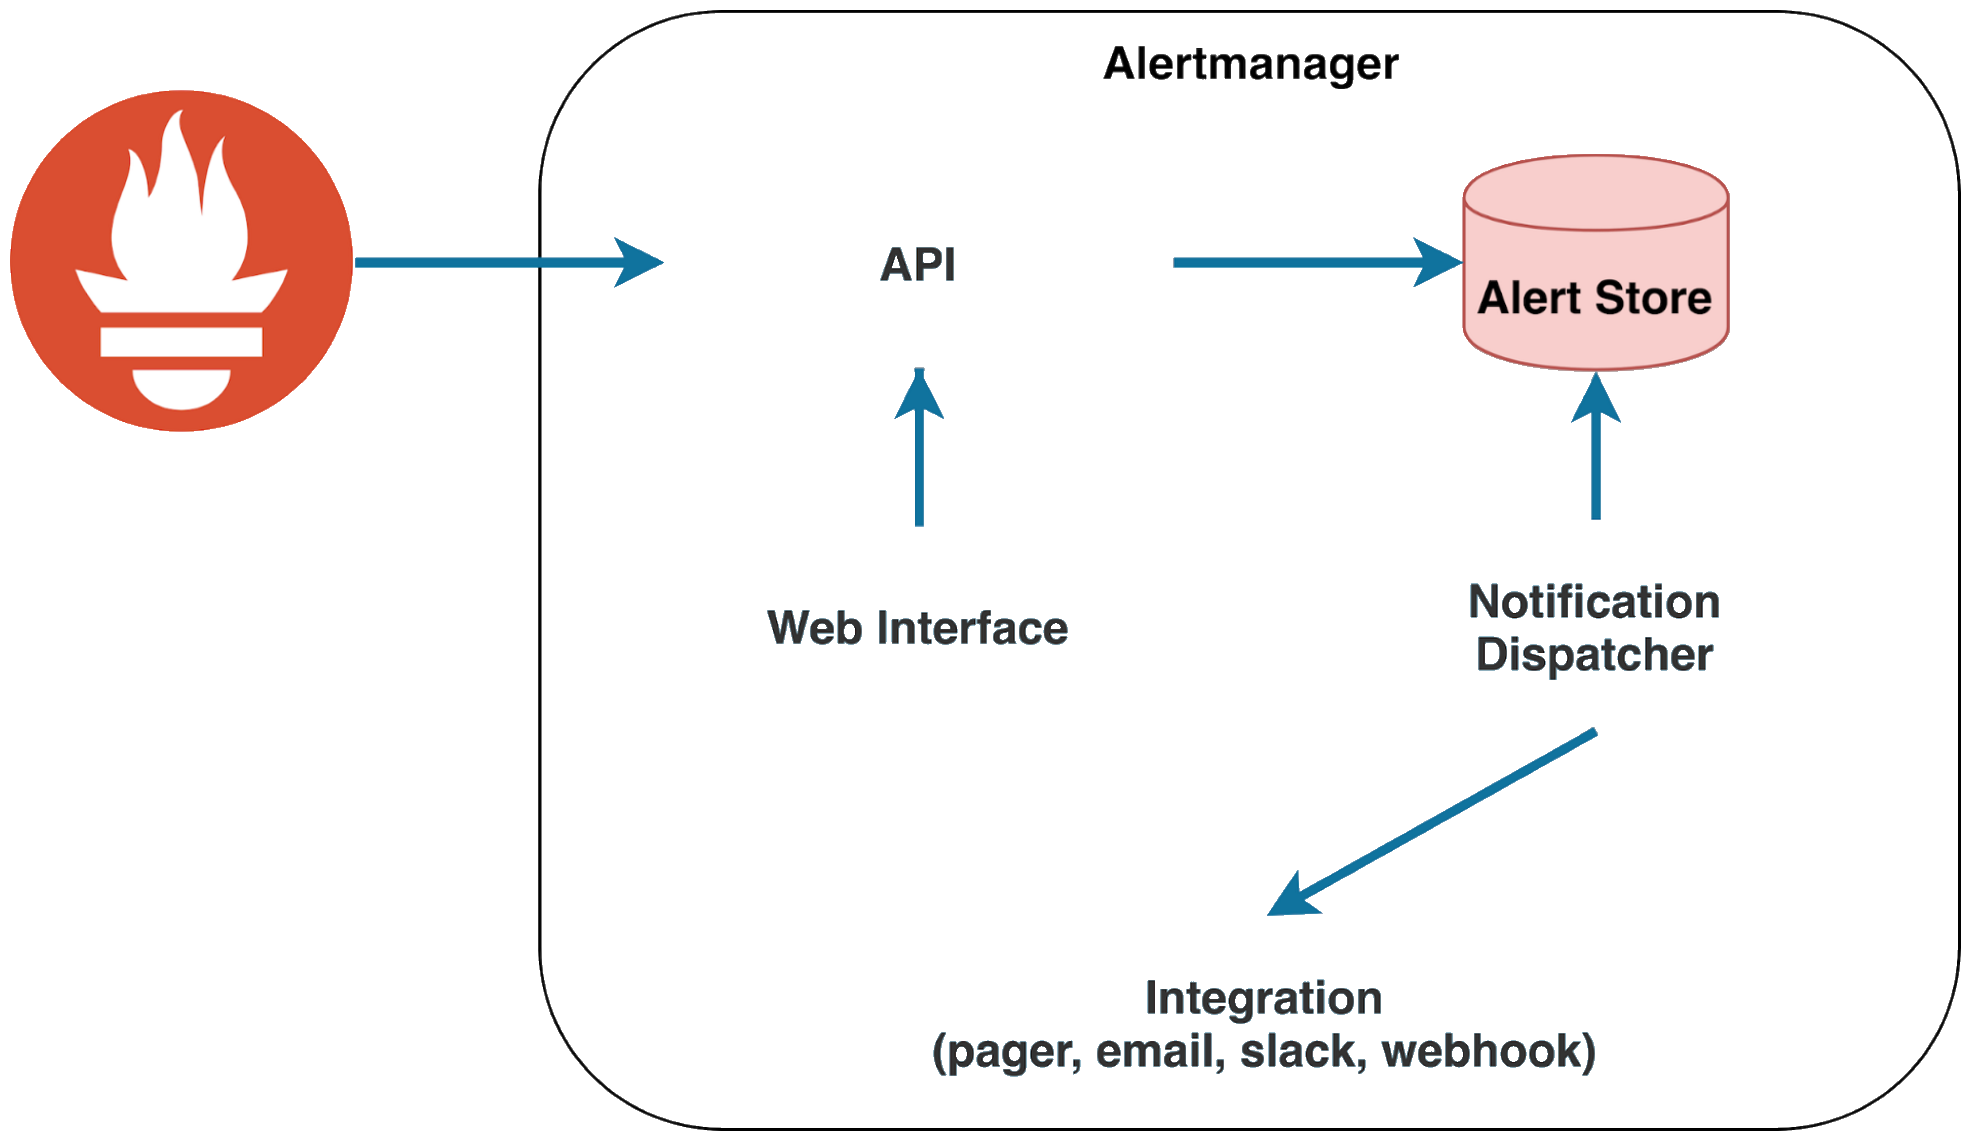 Alertmanager
API
Alert Store
Web Interface
Notification
Dispatcher
Integration
(pager, email, slack, webhook)